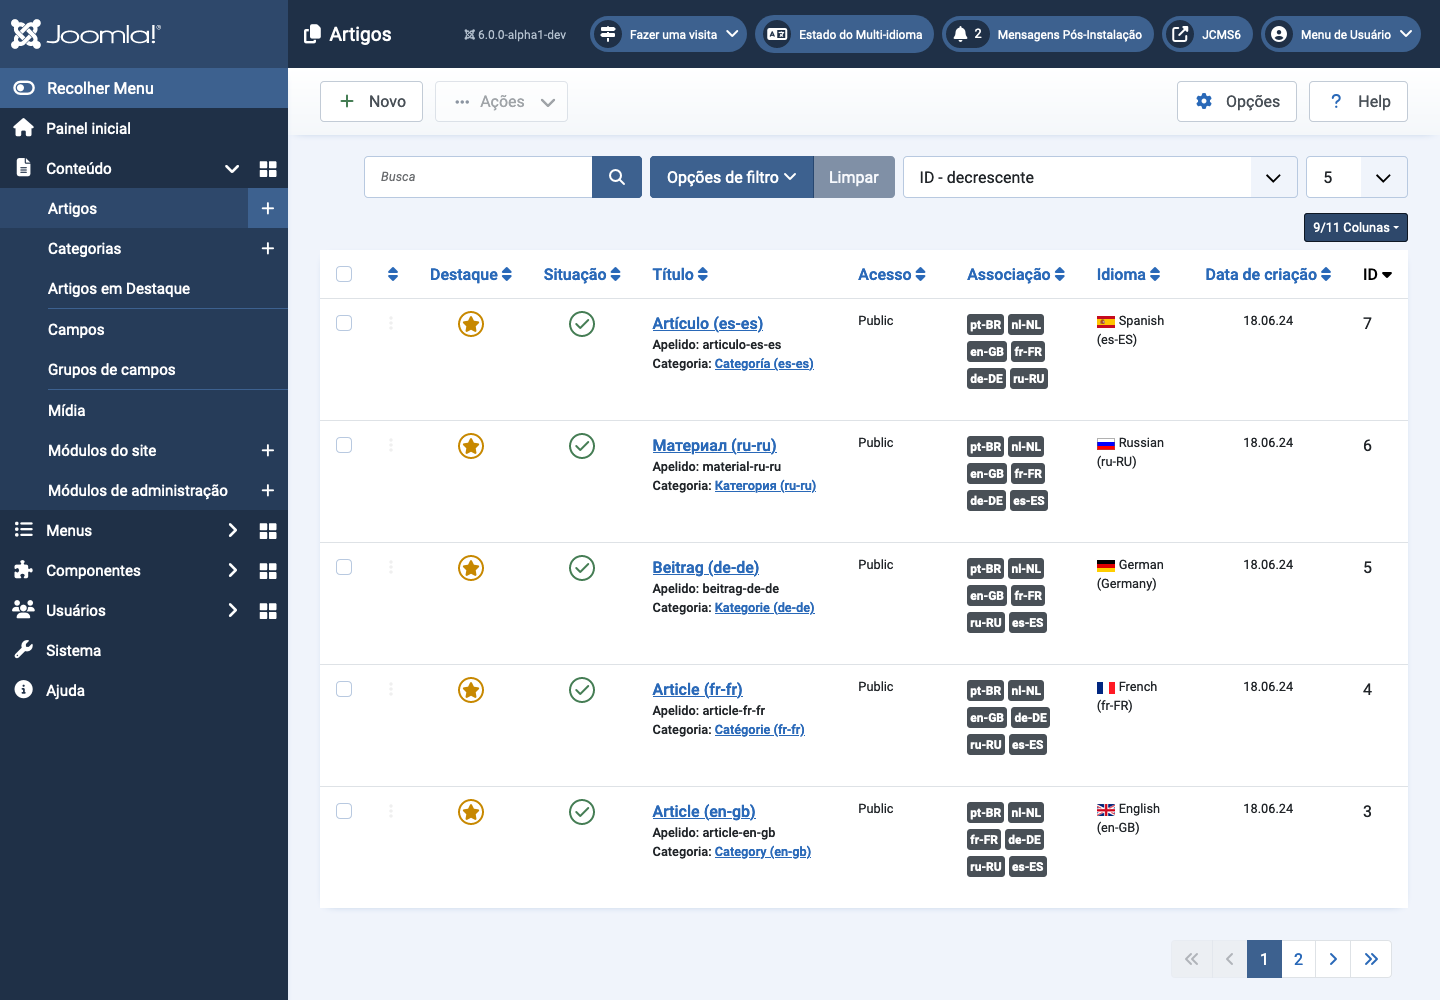 Joomla!
Artigos
6.0.0-alpha1-dev
Fazer uma visita
Estado do Multi-idioma
2
Mensagens Pós-Instalação
JCMS6
Menu de Usuário
Recolher Menu
Painel inicial
Conteúdo
Artigos
Categorias
Artigos em Destaque
Campos
Grupos de campos
Mídia
Módulos do site
Módulos de administração
Menus
Componentes
Usuários
Sistema
Ajuda
Novo
Ações
Opções
? Help
Busca
Opções de filtro
Limpar
ID - decrescente
5
9/11 Colunas
Destaque Situação Título Acesso Associação Idioma Data de criação ID
Artículo (es-es) Public pt-BR nl-NL Spanish 18.06.24 7
Apelido: articulo-es-es en-GB fr-FR (es-ES)
Categoria: Categoría (es-es) de-DE ru-RU
Материал (ru-ru) Public pt-BR nl-NL Russian 18.06.24 6
Apelido: material-ru-ru en-GB fr-FR (ru-RU)
Categoria: Категория (ru-ru) de-DE es-ES
Beitrag (de-de) Public pt-BR nl-NL German 18.06.24 5
Apelido: beitrag-de-de en-GB fr-FR (Germany)
Categoria: Kategorie (de-de) ru-RU es-ES
Article (fr-fr) Public pt-BR nl-NL French 18.06.24 4
Apelido: article-fr-fr en-GB de-DE (fr-FR)
Categoria: Catégorie (fr-fr) ru-RU es-ES
Article (en-gb) Public pt-BR nl-NL English 18.06.24 3
Apelido: article-en-gb fr-FR de-DE (en-GB)
Categoria: Category (en-gb) ru-RU es-ES
1 2